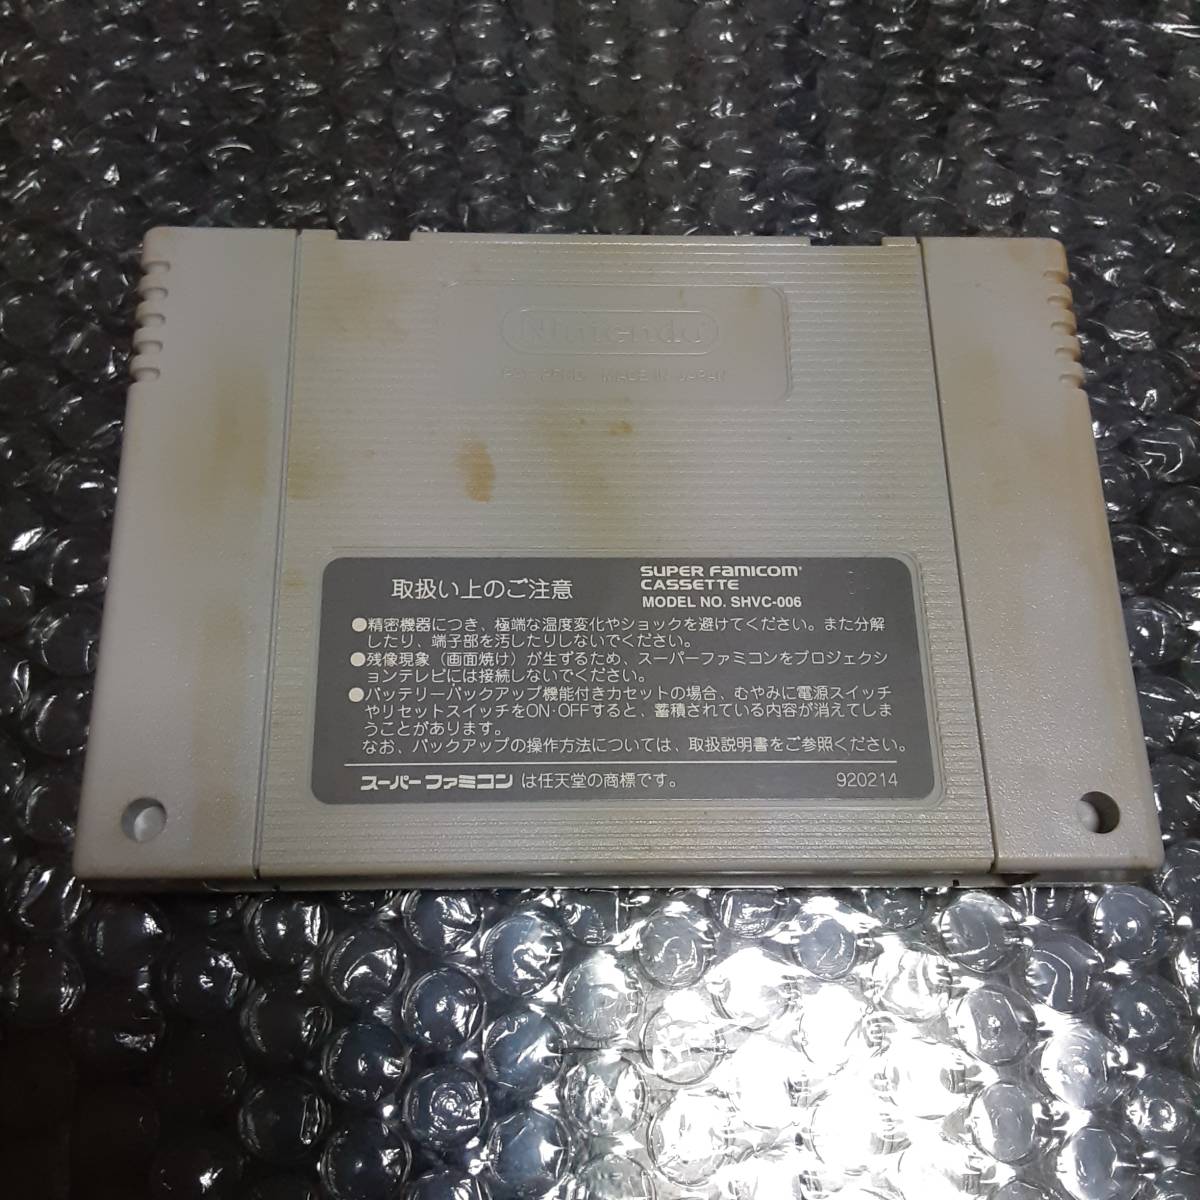 Nintendo
PAT. PEND. MADE IN JAPAN
取扱い上のご注意
SUPER FAMICOM
CASSETTE
MODEL NO. SHVC-006
●精密機器につき、極端な温度変化やショックを避けてください。また分解
したり、端子部を汚したりしないでください。
●残像現象（画面焼け）が生ずるため、スーパーファミコンをプロジェクシ
ョンテレビには接続しないでください。
●バッテリーバックアップ機能付きカセットの場合、むやみに電源スイッチ
やリセットスイッチをON・OFFすると、蓄積されている内容が消えてしま
うことがあります。
なお、バックアップの操作方法については、取扱説明書をご参照ください。
スーパーファミコン は任天堂の商標です。
920214